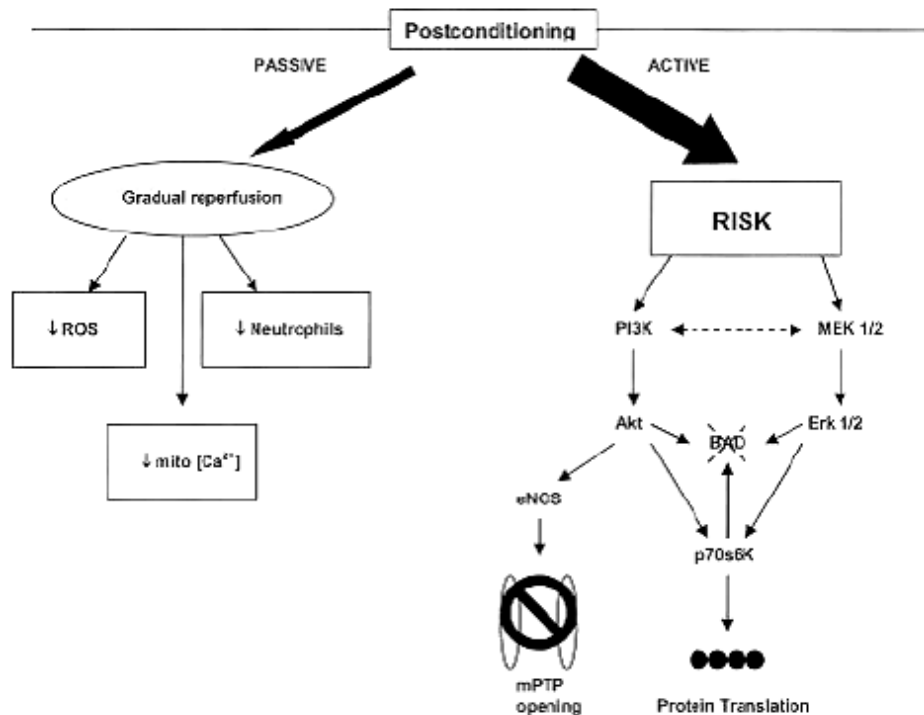 Postconditioning
PASSIVE
ACTIVE
Gradual reperfusion
RISK
↓ROS
↓Neutrophils
PI3K
MEK 1/2
↓mito [Ca²⁺]
Akt
BAD
Erk 1/2
eNOS
p70s6K
mPTP
opening
Protein Translation